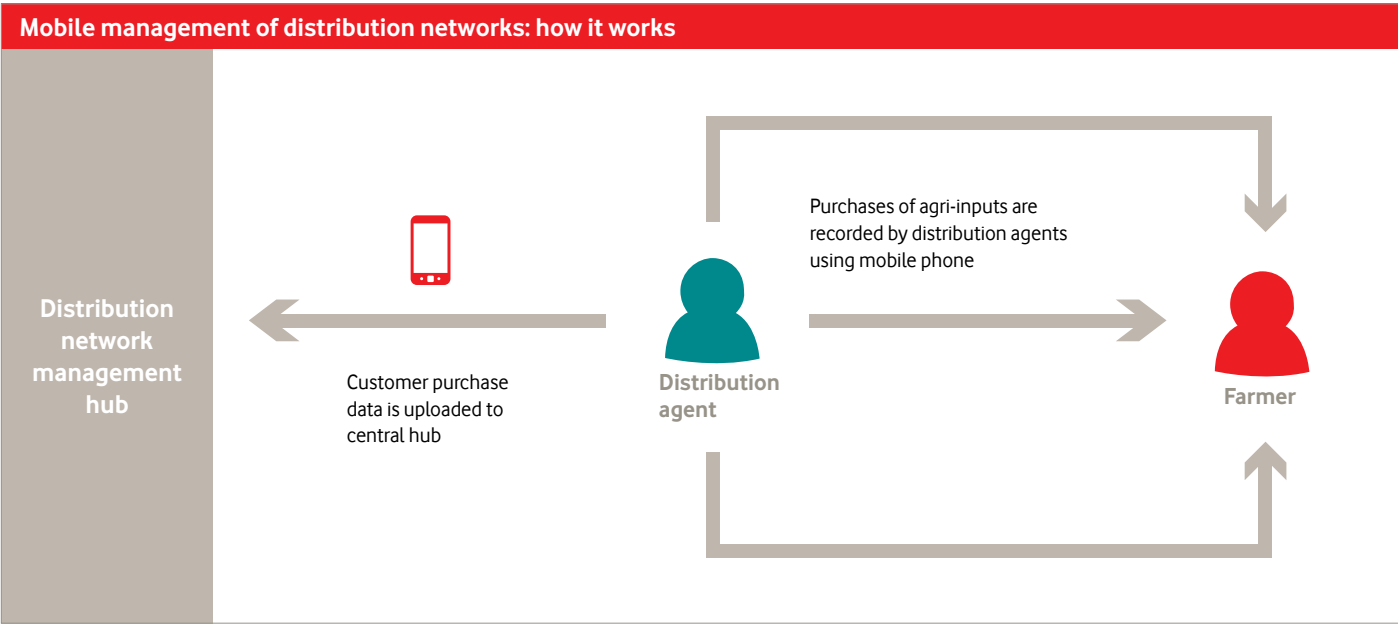 Mobile management of distribution networks: how it works
Distribution
network
management
hub
Customer purchase
data is uploaded to
central hub
Distribution
agent
Purchases of agri-inputs are
recorded by distribution agents
using mobile phone
Farmer